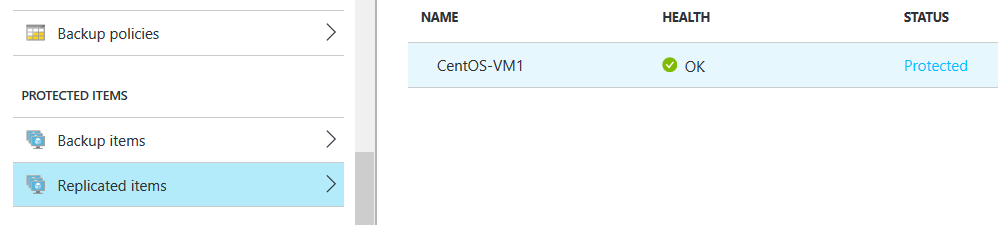 Backup policies
PROTECTED ITEMS
Backup items
Replicated items
NAME HEALTH STATUS
CentOS-VM1 OK Protected